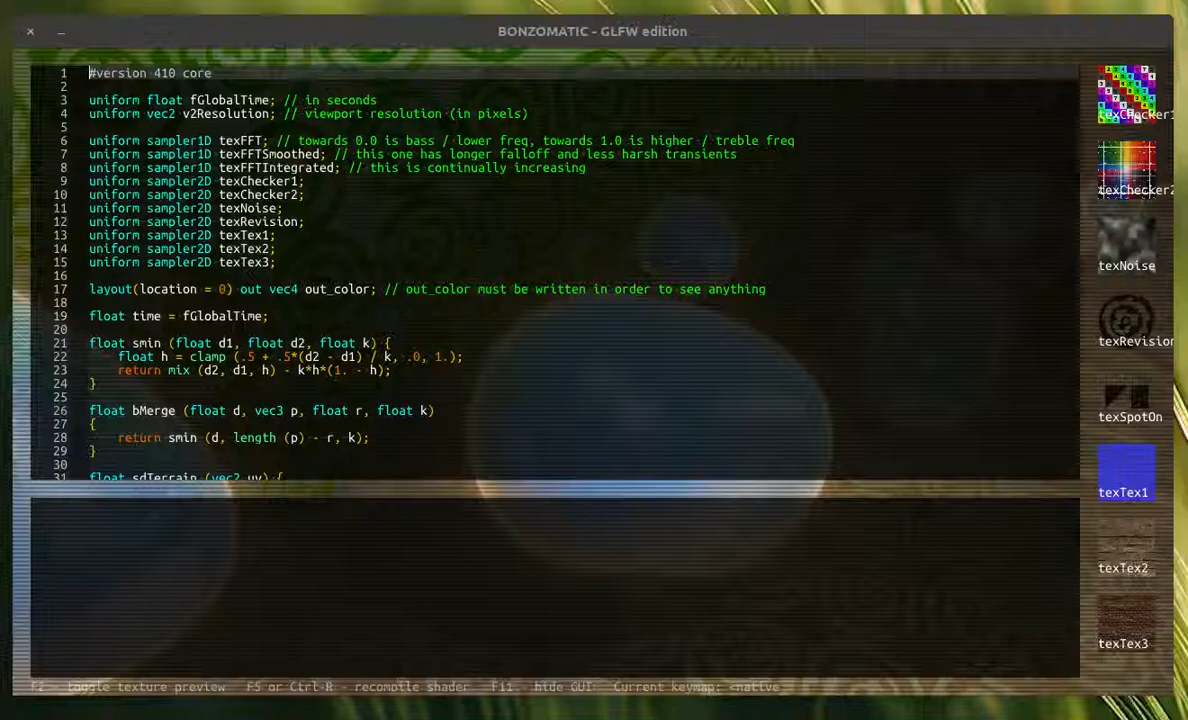 BONZOMATIC - GLFW edition
1 #version 410 core
2
3 uniform float fGlobalTime; // in seconds
4 uniform vec2 v2Resolution; // viewport resolution (in pixels)
5
6 uniform sampler1D texFFT; // towards 0.0 is bass / lower freq, towards 1.0 is higher / treble freq
7 uniform sampler1D texFFTSmoothed; // this one has longer falloff and less harsh transients
8 uniform sampler1D texFFTIntegrated; // this is continually increasing
9 uniform sampler2D texChecker1;
10 uniform sampler2D texChecker2;
11 uniform sampler2D texNoise;
12 uniform sampler2D texRevision;
13 uniform sampler2D texTex1;
14 uniform sampler2D texTex2;
15 uniform sampler2D texTex3;
16
17 layout(location = 0) out vec4 out_color; // out_color must be written in order to see anything
18
19 float time = fGlobalTime;
20
21 float smin (float d1, float d2, float k) {
22 float h = clamp (.5 + .5*(d2 - d1) / k, .0, 1.);
23 return mix (d2, d1, h) - k*h*(1. - h);
24 }
25
26 float bMerge (float d, vec3 p, float r, float k)
27 {
28 return smin (d, length (p) - r, k);
29 }
30
31 float sdTerrain (vec2 uv) {
texChecker1
texChecker2
texNoise
texRevision
texSpotOn
texTex1
texTex2
texTex3
F2 - toggle texture preview F5 or Ctrl-R - recompile shader F11 - hide GUI Current keymap: <native